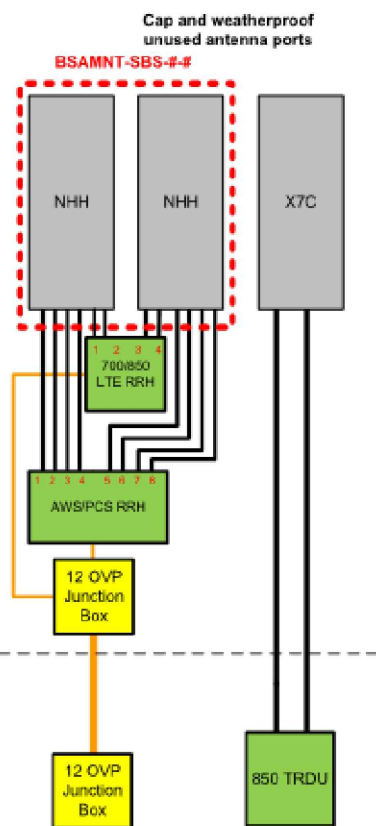 Cap and weatherproof
unused antenna ports
BSAMNT-SBS-#-#
NHH
NHH
X7C
1 2 3 4
700/850
LTE RRH
1 2 3 4 5 6 7 8
AWS/PCS RRH
12 OVP
Junction
Box
12 OVP
Junction
Box
850 TRDU